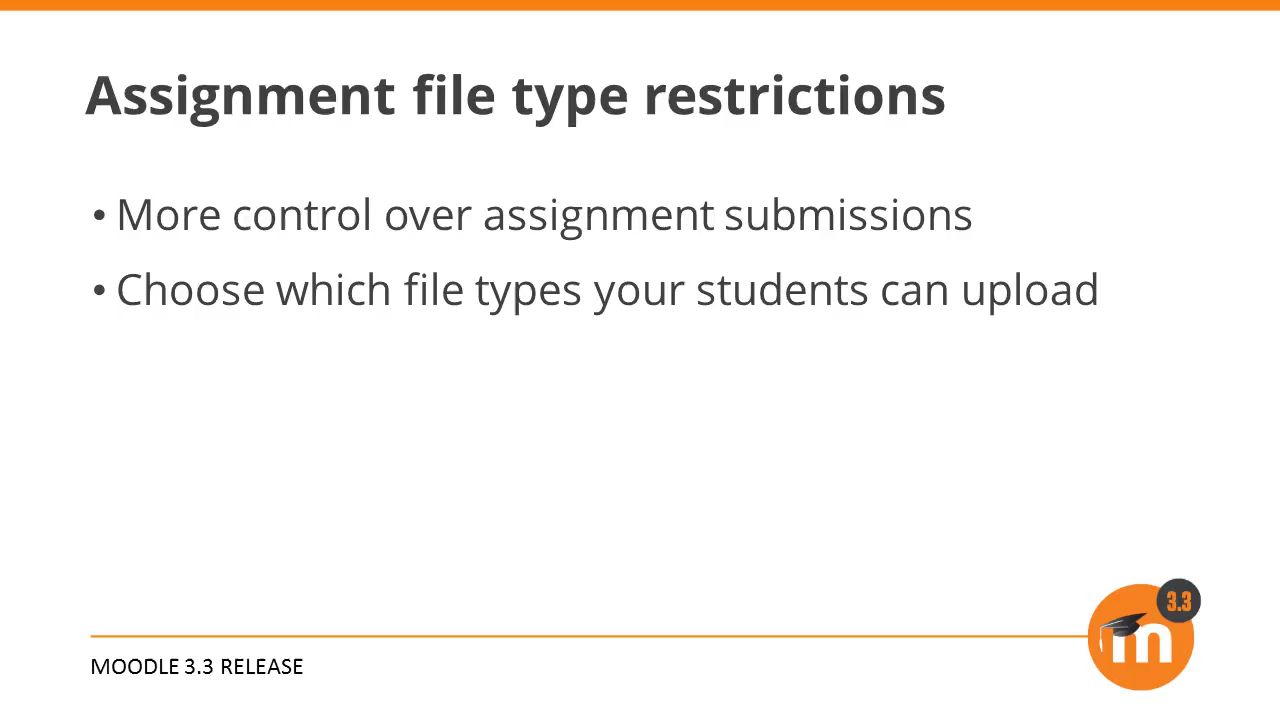 Assignment file type restrictions
• More control over assignment submissions
• Choose which file types your students can upload
3.3
m
MOODLE 3.3 RELEASE